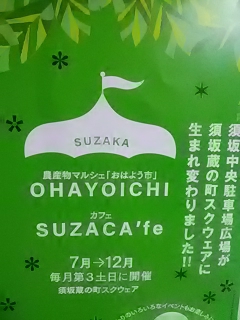 SUZAKA
農産物マルシェ「おはよう市」
OHAYOICHI
カフェ
SUZACA'fe
7月→12月
毎月第3土日に開催
須坂蔵の町スクウェア
須坂中央駐車場広場が
須坂蔵の町スクウェアに
生まれ変わりました!!